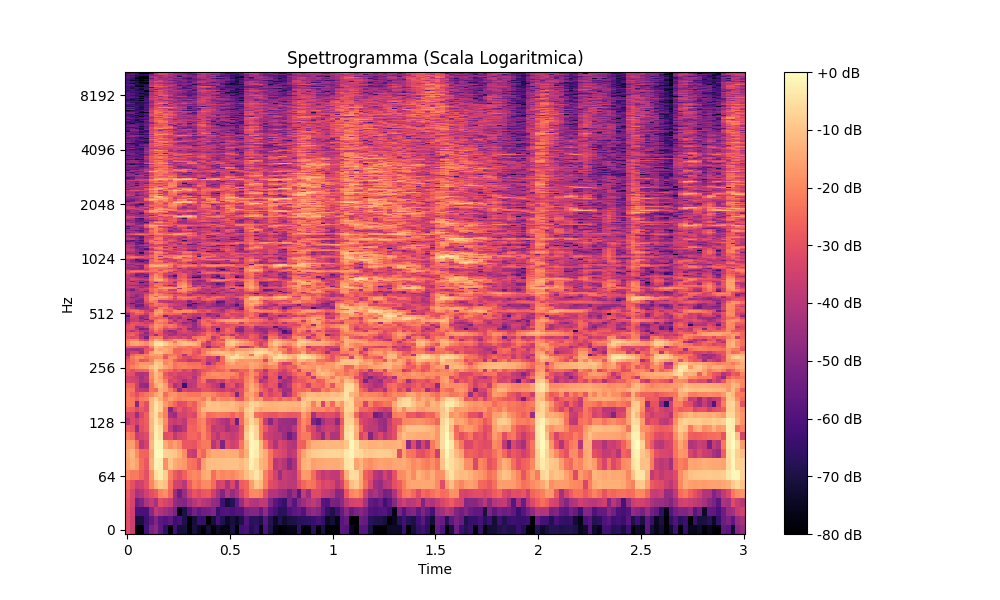 Spettrogramma (Scala Logaritmica)
Hz
8192
4096
2048
1024
512
256
128
64
0
0 0.5 1 1.5 2 2.5 3
Time
+0 dB
-10 dB
-20 dB
-30 dB
-40 dB
-50 dB
-60 dB
-70 dB
-80 dB